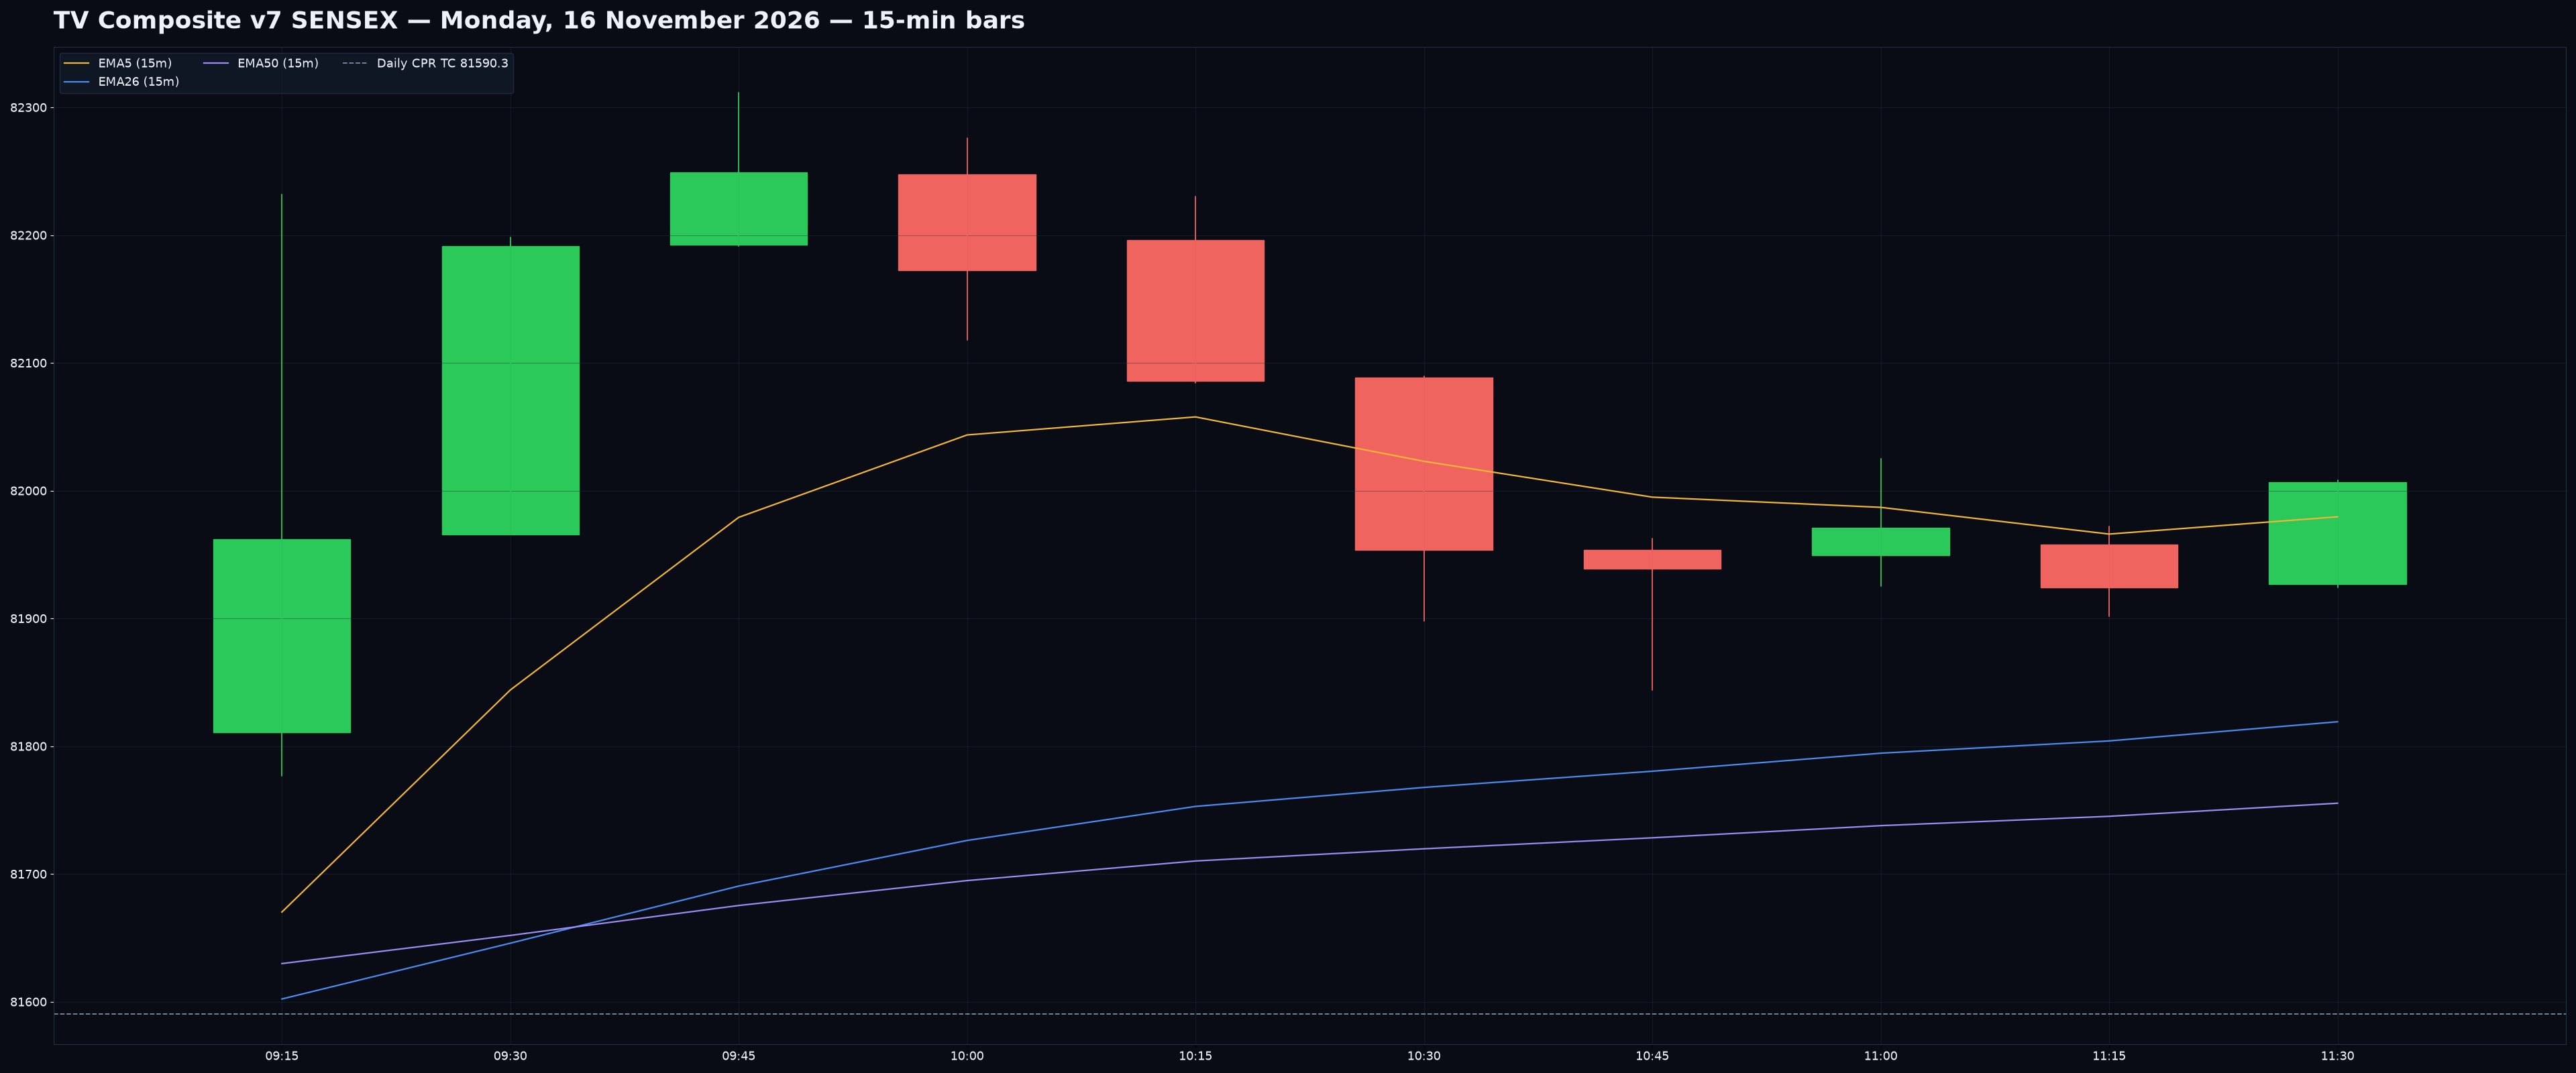 TV Composite v7 SENSEX — Monday, 16 November 2026 — 15-min bars
EMA5 (15m) EMA50 (15m) Daily CPR TC 81590.3
EMA26 (15m)
82300
82200
82100
82000
81900
81800
81700
81600
09:15 09:30 09:45 10:00 10:15 10:30 10:45 11:00 11:15 11:30